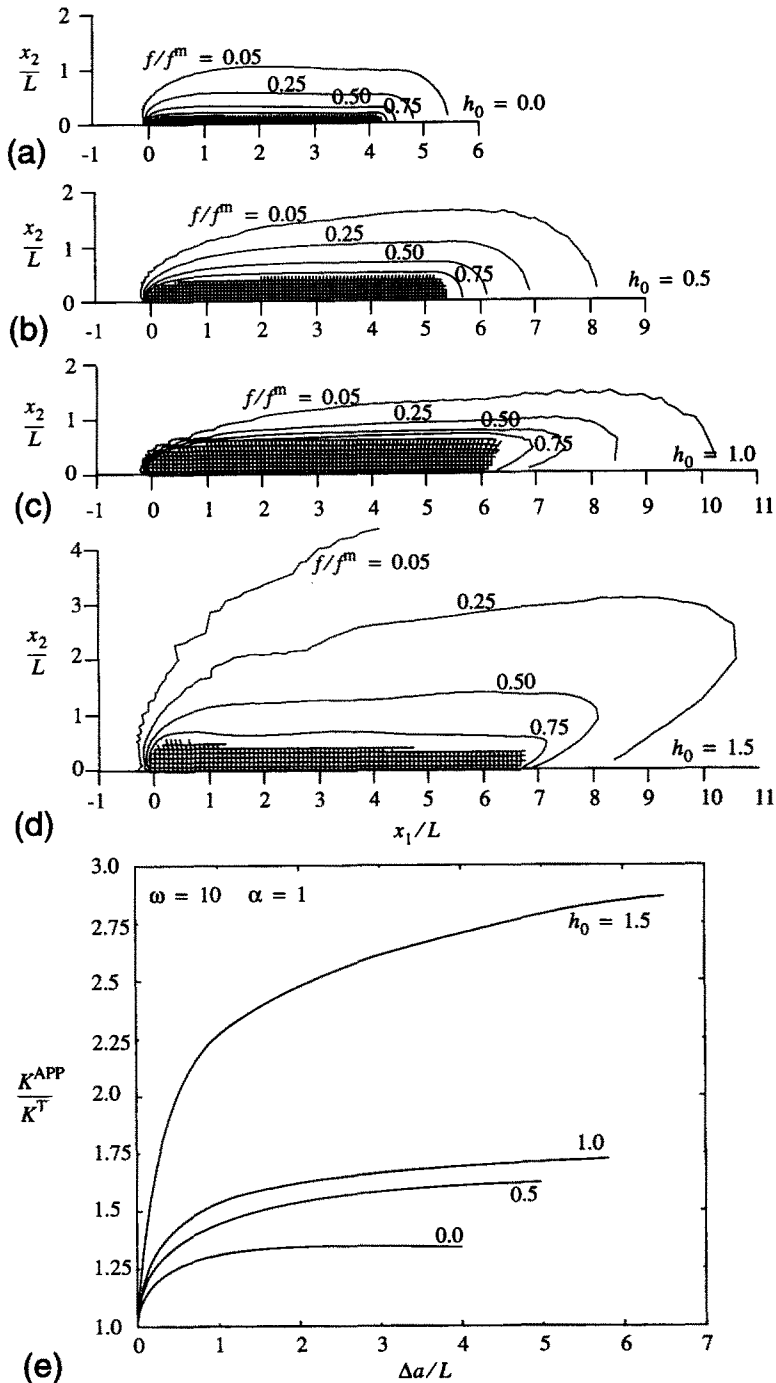 x₂/L
2
1
0
f/fᵐ = 0.05
0.25
0.50
0.75
h₀ = 0.0
(a)
-1 0 1 2 3 4 5 6
x₂/L
2
1
0
f/fᵐ = 0.05
0.25
0.50
0.75
h₀ = 0.5
(b)
-1 0 1 2 3 4 5 6 7 8 9
x₂/L
2
1
0
f/fᵐ = 0.05
0.25
0.50
0.75
h₀ = 1.0
(c)
-1 0 1 2 3 4 5 6 7 8 9 10 11
x₂/L
4
3
2
1
0
f/fᵐ = 0.05
0.25
0.50
0.75
h₀ = 1.5
(d)
-1 0 1 2 3 4 5 6 7 8 9 10 11
x₁/L
3.0
2.75
2.5
2.25
2.0
1.75
1.5
1.25
1.0
ω = 10 α = 1
h₀ = 1.5
1.0
0.5
0.0
Kᴬᴾᴾ/Kᵀ
0 1 2 3 4 5 6 7
(e)
Δa/L